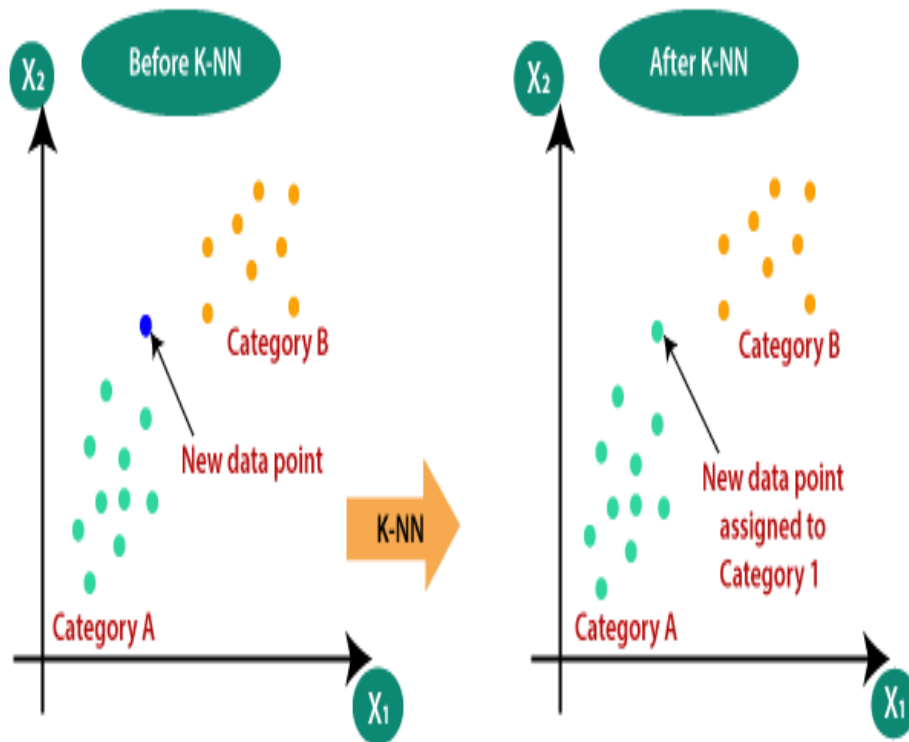 Before K-NN
X₂
Category B
New data point
Category A
X₁
K-NN
After K-NN
X₂
Category B
New data point
assigned to
Category 1
Category A
X₁